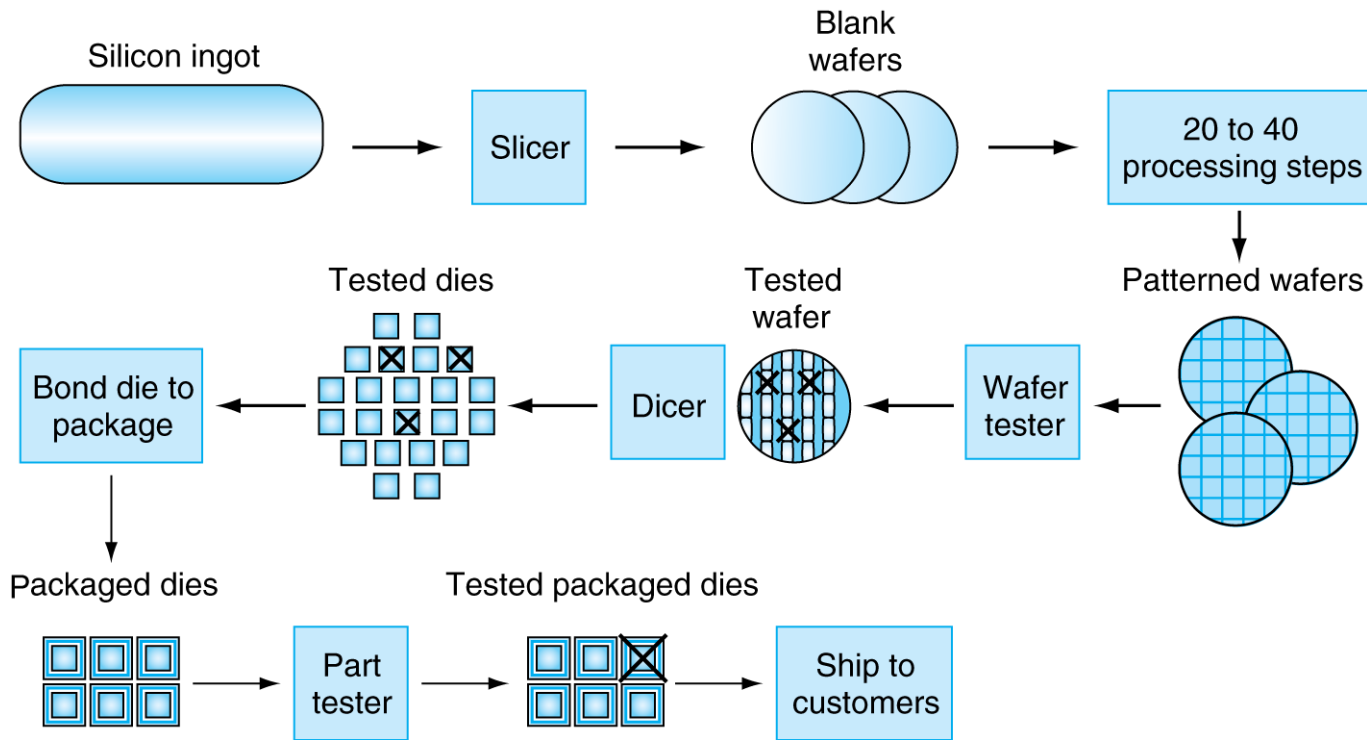 Silicon ingot
Slicer
Blank
wafers
20 to 40
processing steps
Patterned wafers
Wafer
tester
Tested
wafer
Dicer
Tested dies
Bond die to
package
Packaged dies
Part
tester
Tested packaged dies
Ship to
customers